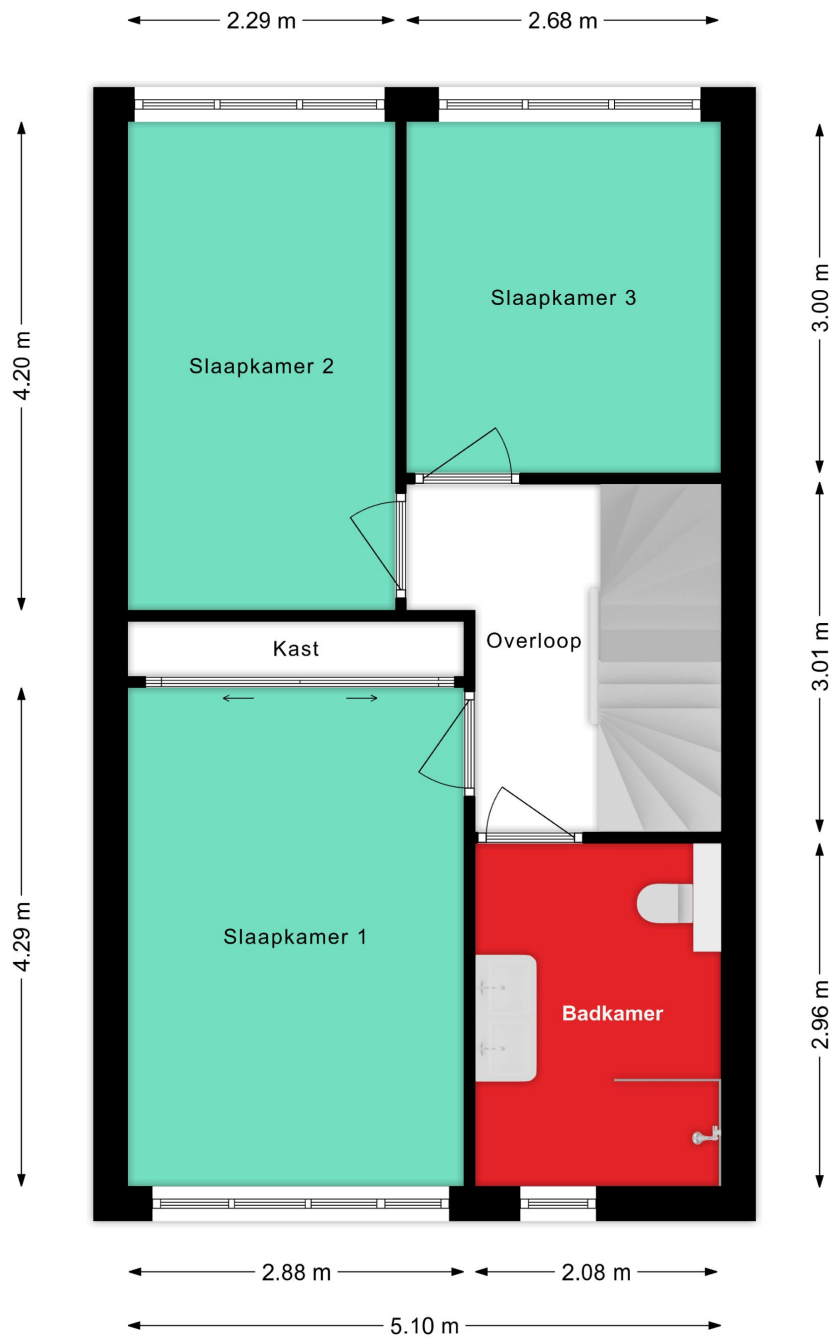 2.29 m
2.68 m
4.20 m
3.00 m
Slaapkamer 3
Slaapkamer 2
Overloop
Kast
3.01 m
4.29 m
Slaapkamer 1
Badkamer
2.96 m
2.88 m
2.08 m
5.10 m